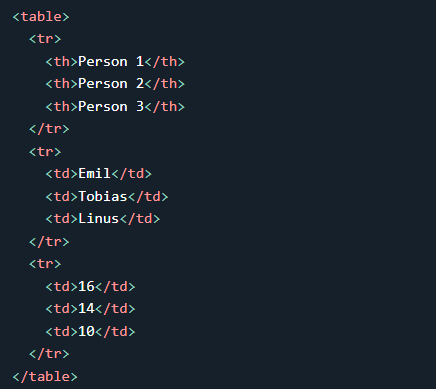 <table>
  <tr>
    <th>Person 1</th>
    <th>Person 2</th>
    <th>Person 3</th>
  </tr>
  <tr>
    <td>Emil</td>
    <td>Tobias</td>
    <td>Linus</td>
  </tr>
  <tr>
    <td>16</td>
    <td>14</td>
    <td>10</td>
  </tr>
</table>